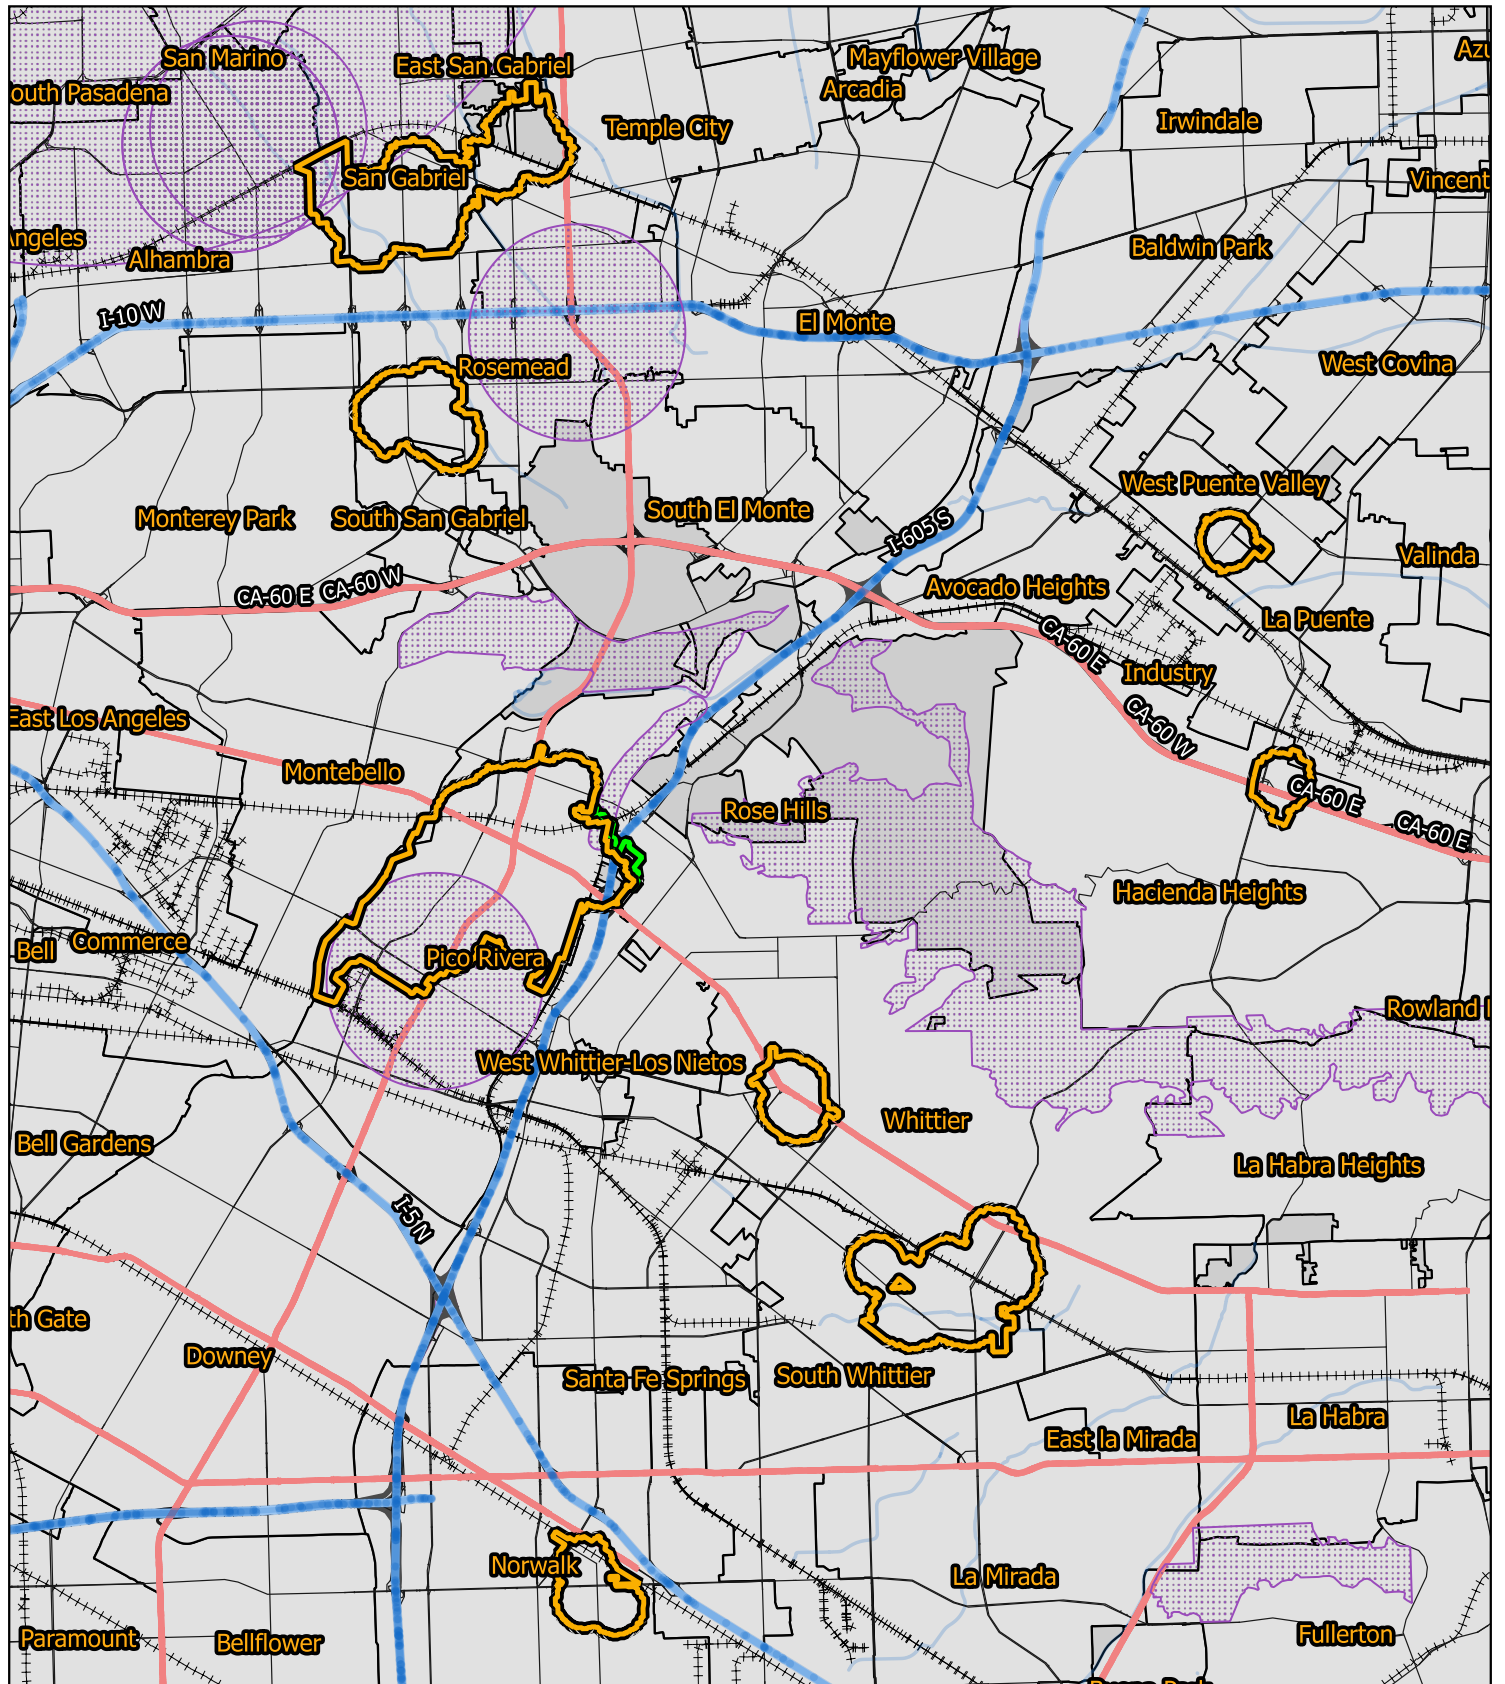 San Marino
East San Gabriel
Mayflower Village
Azu
outh Pasadena
Arcadia
Temple City
Irwindale
San Gabriel
Vincent
Angeles
Alhambra
Baldwin Park
I-10 W
El Monte
Rosemead
West Covina
West Puente Valley
Monterey Park
South San Gabriel
South El Monte
I-605 S
Valinda
CA-60 E
CA-60 W
Avocado Heights
La Puente
CA-60 E
Industry
East Los Angeles
CA-60 W
Montebello
Rose Hills
CA-60 E
CA-60 E
Hacienda Heights
Bell
Commerce
Pico Rivera
Rowland
West Whittier-Los Nietos
Whittier
Bell Gardens
La Habra Heights
I-5 N
th Gate
Downey
Santa Fe Springs
South Whittier
La Habra
East la Mirada
Norwalk
La Mirada
Paramount
Bellflower
Fullerton